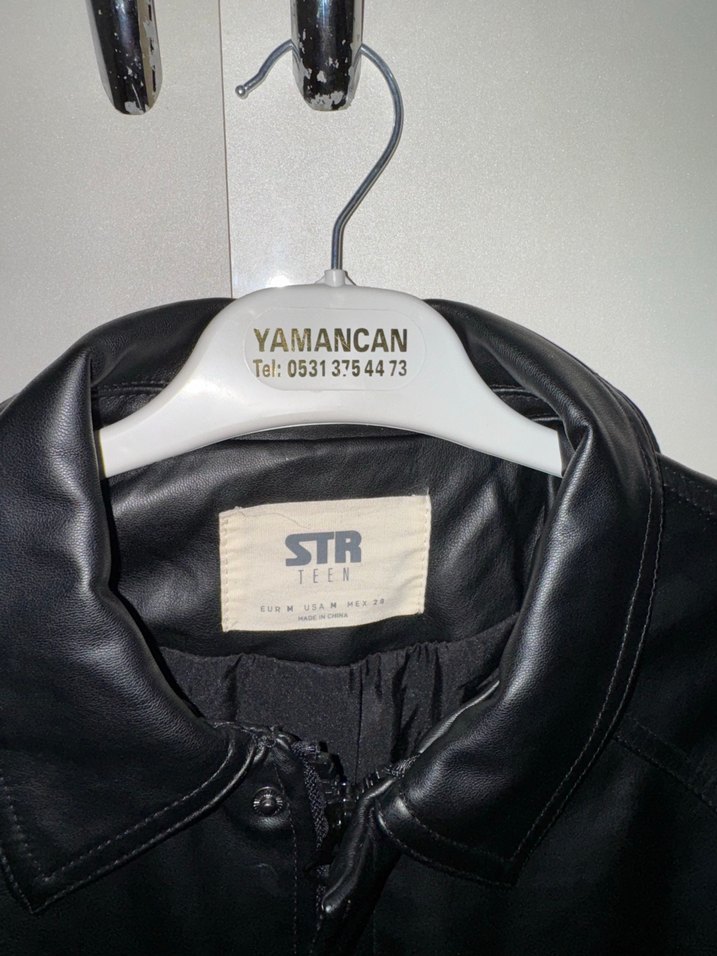 YAMANCAN
Tel: 0531 375 44 73
STR
TEEN
EUR M USA M MEX 28
MADE IN CHINA